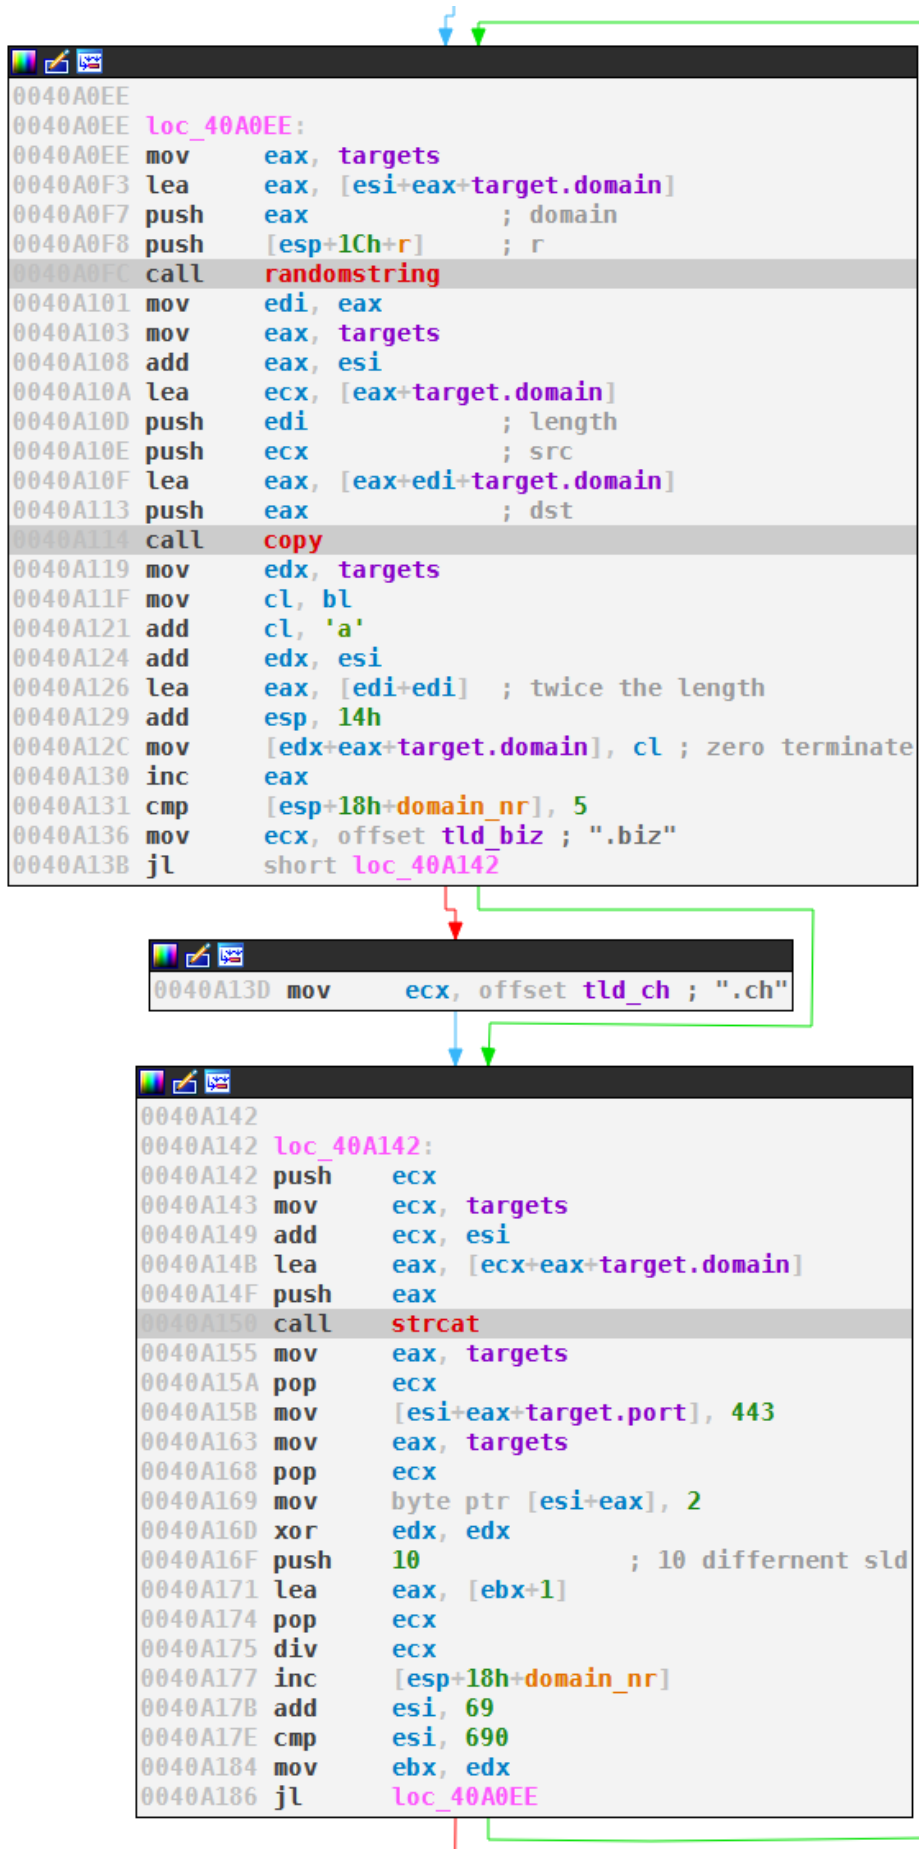 0040A0EE
0040A0EE loc_40A0EE:
0040A0EE mov eax, targets
0040A0F3 lea eax, [esi+eax+target.domain]
0040A0F7 push eax ; domain
0040A0F8 push [esp+1Ch+r] ; r
0040A0FC call randomstring
0040A101 mov edi, eax
0040A103 mov eax, targets
0040A108 add eax, esi
0040A10A lea ecx, [eax+target.domain]
0040A10D push edi ; length
0040A10E push ecx ; src
0040A10F lea eax, [eax+edi+target.domain]
0040A113 push eax ; dst
0040A114 call copy
0040A119 mov edx, targets
0040A11F mov cl, bl
0040A121 add cl, 'a'
0040A124 add edx, esi
0040A126 lea eax, [edi+edi] ; twice the length
0040A129 add esp, 14h
0040A12C mov [edx+eax+target.domain], cl ; zero terminate
0040A130 inc eax
0040A131 cmp [esp+18h+domain_nr], 5
0040A136 mov ecx, offset tld_biz ; ".biz"
0040A13B jl short loc_40A142
0040A13D mov ecx, offset tld_ch ; ".ch"
0040A142
0040A142 loc_40A142:
0040A142 push ecx
0040A143 mov ecx, targets
0040A149 add ecx, esi
0040A14B lea eax, [ecx+eax+target.domain]
0040A14F push eax
0040A150 call strcat
0040A155 mov eax, targets
0040A15A pop ecx
0040A15B mov [esi+eax+target.port], 443
0040A163 mov eax, targets
0040A168 pop ecx
0040A169 mov byte ptr [esi+eax], 2
0040A16D xor edx, edx
0040A16F push 10 ; 10 differnent sld
0040A171 lea eax, [ebx+1]
0040A174 pop ecx
0040A175 div ecx
0040A177 inc [esp+18h+domain_nr]
0040A17B add esi, 69
0040A17E cmp esi, 690
0040A184 mov ebx, edx
0040A186 jl loc_40A0EE